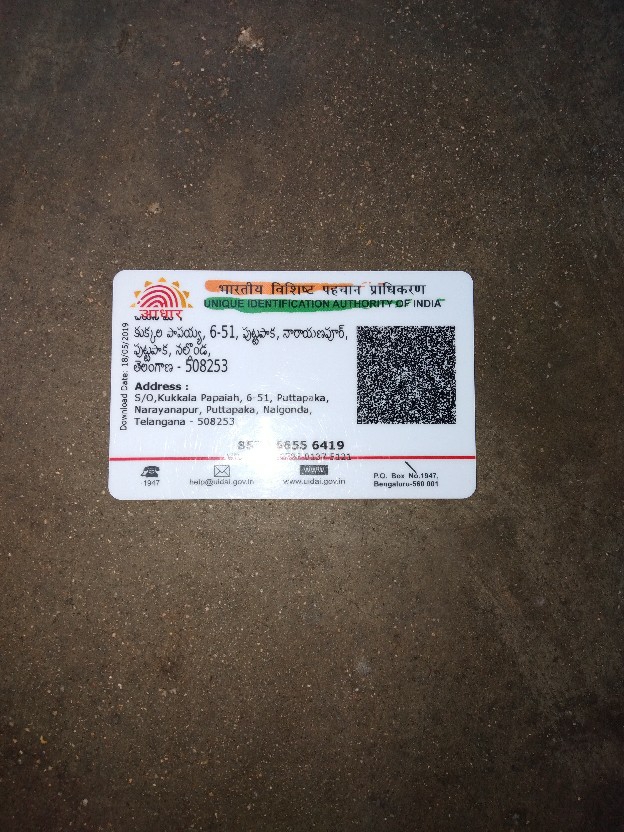 भारतीय विशिष्ट पहचान प्राधिकरण
UNIQUE IDENTIFICATION AUTHORITY OF INDIA
आधार
Download Date: 18/05/2019
కుక్కల పాపయ్య, 6-51, పుట్టపాక, నారాయణపూర్,
పుట్టపాక, నల్గొండ,
తెలంగాణ - 508253
Address :
S/O,Kukkala Papaiah, 6-51, Puttapaka,
Narayanapur, Puttapaka, Nalgonda,
Telangana - 508253
6655 6419
1947
help@uidai.gov.in
WWW
www.uidai.gov.in
P.O. Box No.1947,
Bengaluru-560 001